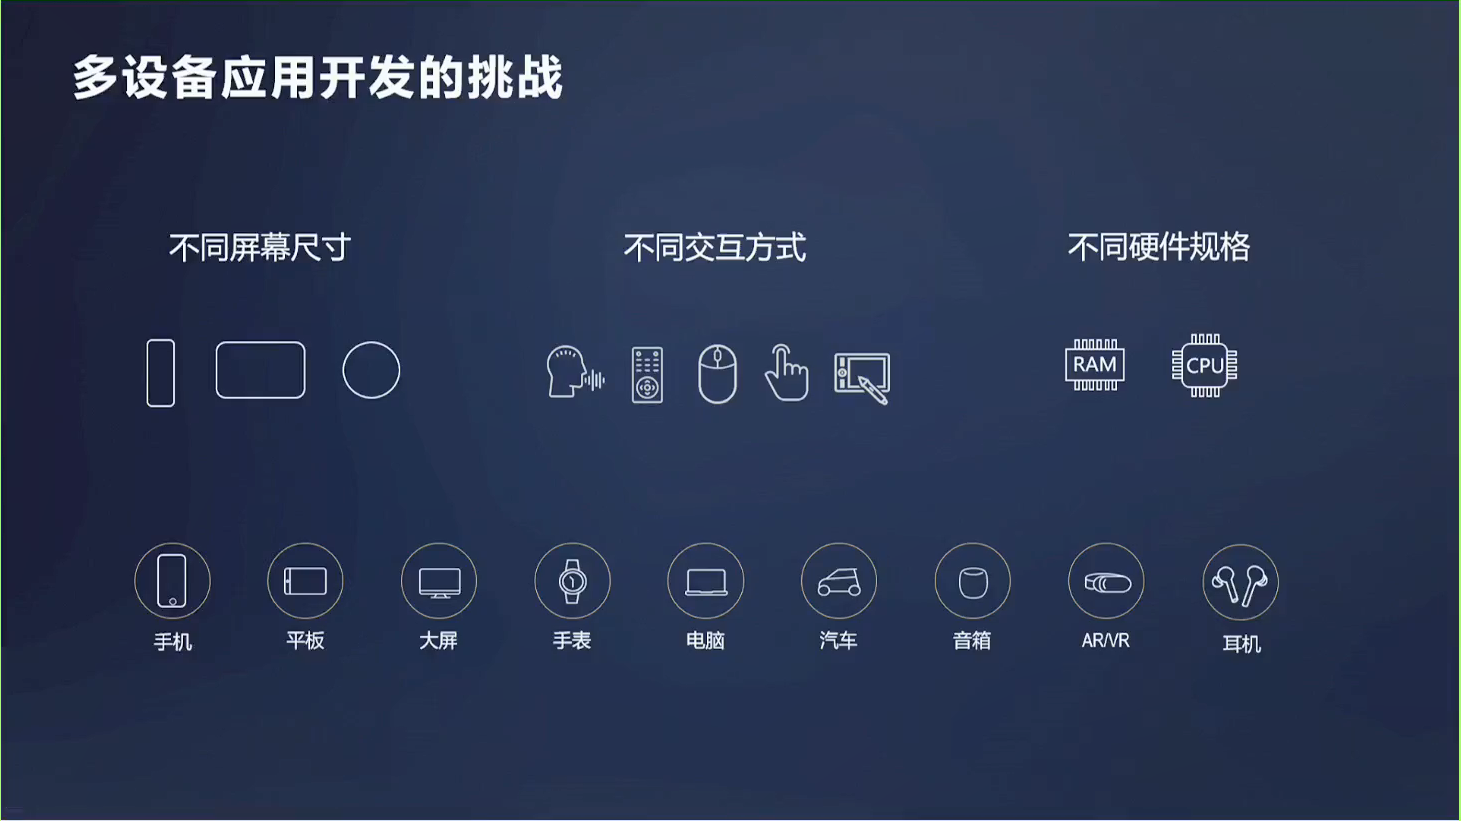 多设备应用开发的挑战
不同屏幕尺寸
不同交互方式
不同硬件规格
RAM
CPU
手机
平板
大屏
手表
电脑
汽车
音箱
AR/VR
耳机